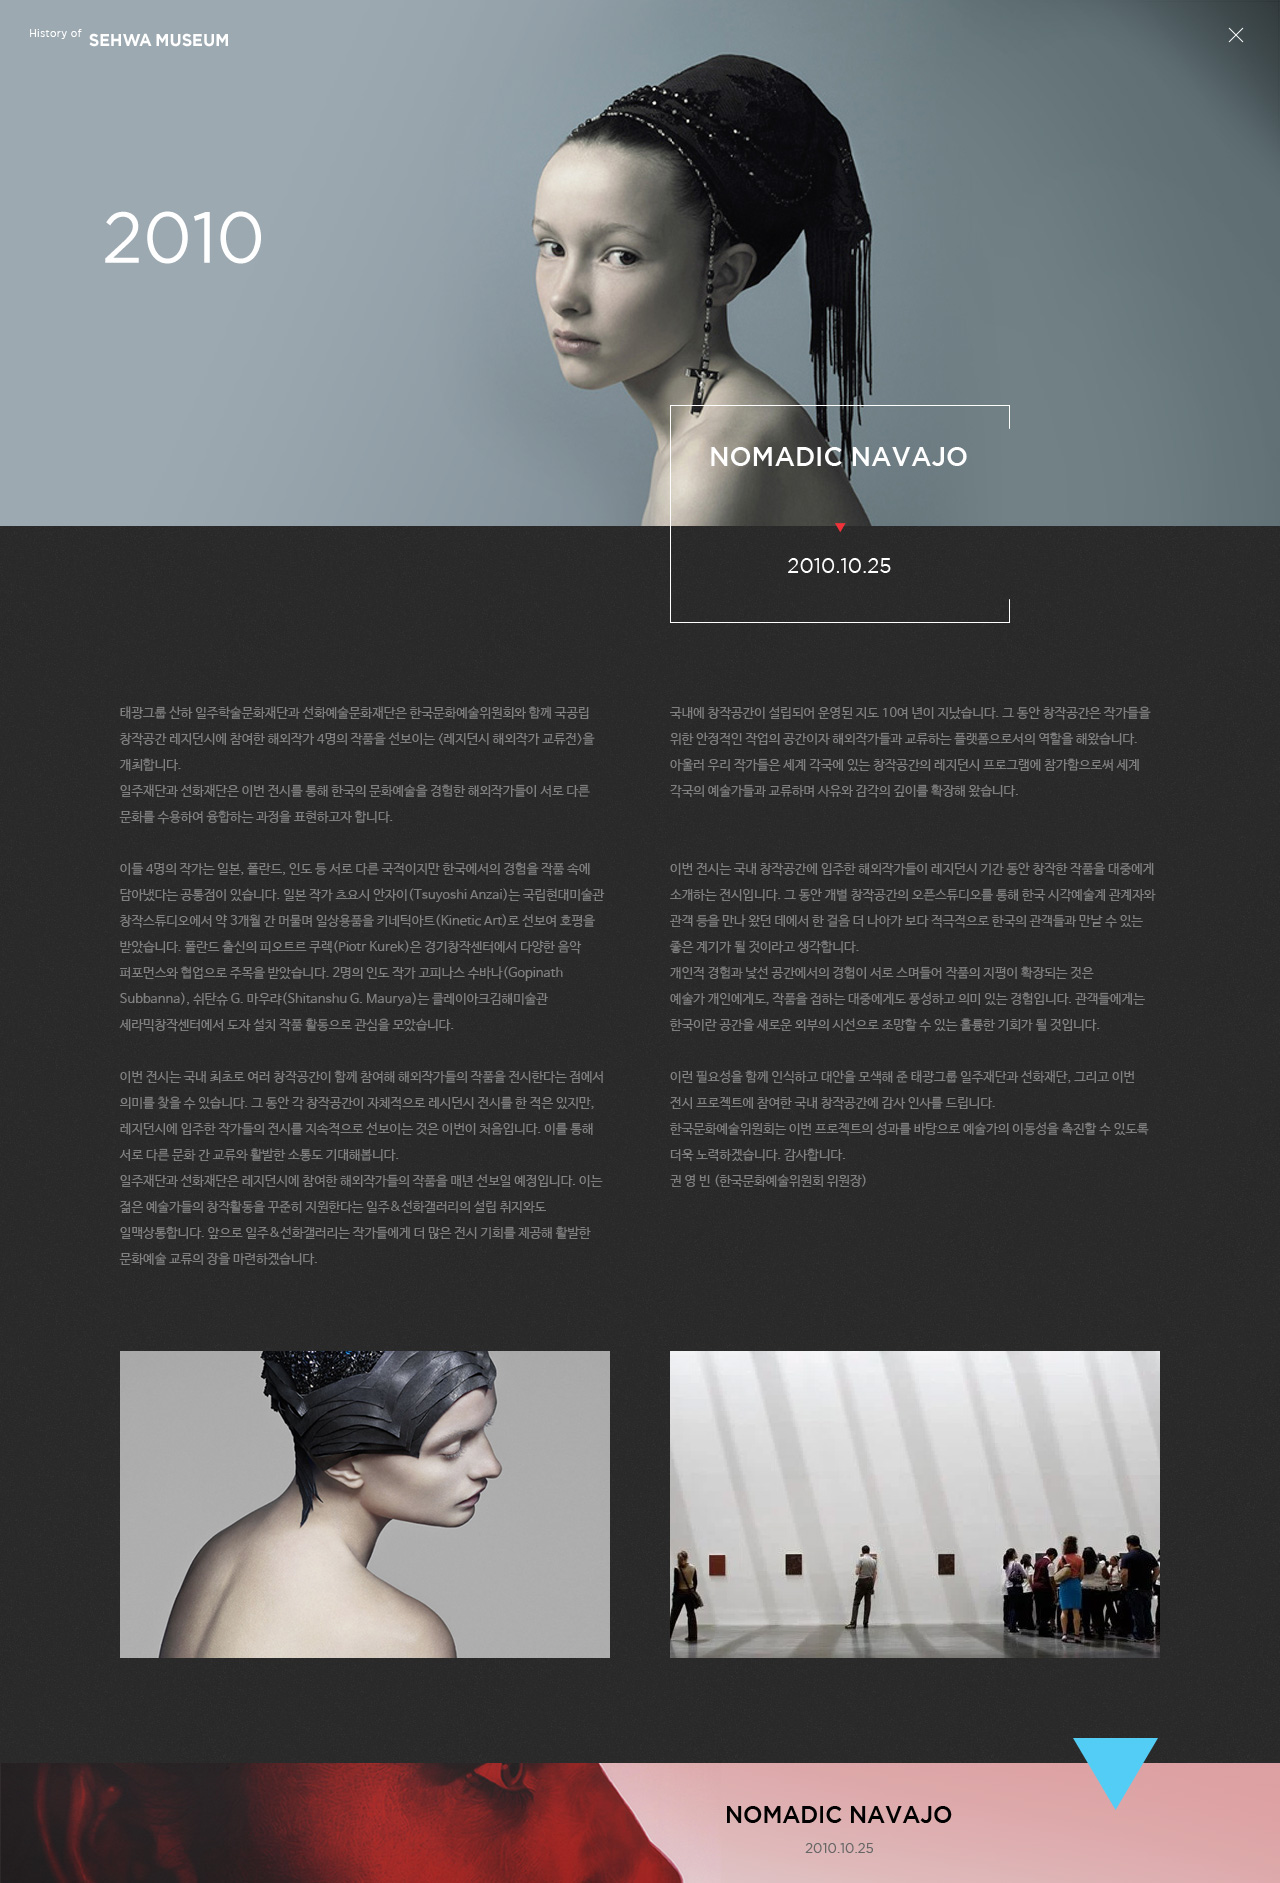 History of SEHWA MUSEUM
2010
NOMADIC NAVAJO
2010.10.25
태광그룹 산하 일주학술문화재단과 선화예술문화재단은 한국문화예술위원회와 함께 국공립
창작공간 레지던시에 참여한 해외작가 4명의 작품을 선보이는 <레지던시 해외작가 교류전>을
개최합니다.
일주재단과 선화재단은 이번 전시를 통해 한국의 문화예술을 경험한 해외작가들이 서로 다른
문화를 수용하여 융합하는 과정을 표현하고자 합니다.
이들 4명의 작가는 일본, 폴란드, 인도 등 서로 다른 국적이지만 한국에서의 경험을 작품 속에
담아냈다는 공통점이 있습니다. 일본 작가 츠요시 안자이(Tsuyoshi Anzai)는 국립현대미술관
창작스튜디오에서 약 3개월 간 머물며 일상용품을 키네틱아트(Kinetic Art)로 선보여 호평을
받았습니다. 폴란드 출신의 피오트르 쿠렉(Piotr Kurek)은 경기창작센터에서 다양한 음악
퍼포먼스와 협업으로 주목을 받았습니다. 2명의 인도 작가 고피나스 수바나(Gopinath
Subbanna), 쉬탄슈 G. 마우랴(Shitanshu G. Maurya)는 클레이아크김해미술관
세라믹창작센터에서 도자 설치 작품 활동으로 관심을 모았습니다.
이번 전시는 국내 최초로 여러 창작공간이 함께 참여해 해외작가들의 작품을 전시한다는 점에서
의미를 찾을 수 있습니다. 그 동안 각 창작공간이 자체적으로 레시던시 전시를 한 적은 있지만,
레지던시에 입주한 작가들의 전시를 지속적으로 선보이는 것은 이번이 처음입니다. 이를 통해
서로 다른 문화 간 교류와 활발한 소통도 기대해봅니다.
일주재단과 선화재단은 레지던시에 참여한 해외작가들의 작품을 매년 선보일 예정입니다. 이는
젊은 예술가들의 창작활동을 꾸준히 지원한다는 일주&선화갤러리의 설립 취지와도
일맥상통합니다. 앞으로 일주&선화갤러리는 작가들에게 더 많은 전시 기회를 제공해 활발한
문화예술 교류의 장을 마련하겠습니다.
국내에 창작공간이 설립되어 운영된 지도 10여 년이 지났습니다. 그 동안 창작공간은 작가들을
위한 안정적인 작업의 공간이자 해외작가들과 교류하는 플랫폼으로서의 역할을 해왔습니다.
아울러 우리 작가들은 세계 각국에 있는 창작공간의 레지던시 프로그램에 참가함으로써 세계
각국의 예술가들과 교류하며 사유와 감각의 깊이를 확장해 왔습니다.
이번 전시는 국내 창작공간에 입주한 해외작가들이 레지던시 기간 동안 창작한 작품을 대중에게
소개하는 전시입니다. 그 동안 개별 창작공간의 오픈스튜디오를 통해 한국 시각예술계 관계자와
관객 등을 만나 왔던 데에서 한 걸음 더 나아가 보다 적극적으로 한국의 관객들과 만날 수 있는
좋은 계기가 될 것이라고 생각합니다.
개인적 경험과 낯선 공간에서의 경험이 서로 스며들어 작품의 지평이 확장되는 것은
예술가 개인에게도, 작품을 접하는 대중에게도 풍성하고 의미 있는 경험입니다. 관객들에게는
한국이란 공간을 새로운 외부의 시선으로 조망할 수 있는 훌륭한 기회가 될 것입니다.
이런 필요성을 함께 인식하고 대안을 모색해 준 태광그룹 일주재단과 선화재단, 그리고 이번
전시 프로젝트에 참여한 국내 창작공간에 감사 인사를 드립니다.
한국문화예술위원회는 이번 프로젝트의 성과를 바탕으로 예술가의 이동성을 촉진할 수 있도록
더욱 노력하겠습니다. 감사합니다.
권 영 빈 (한국문화예술위원회 위원장)
NOMADIC NAVAJO
2010.10.25